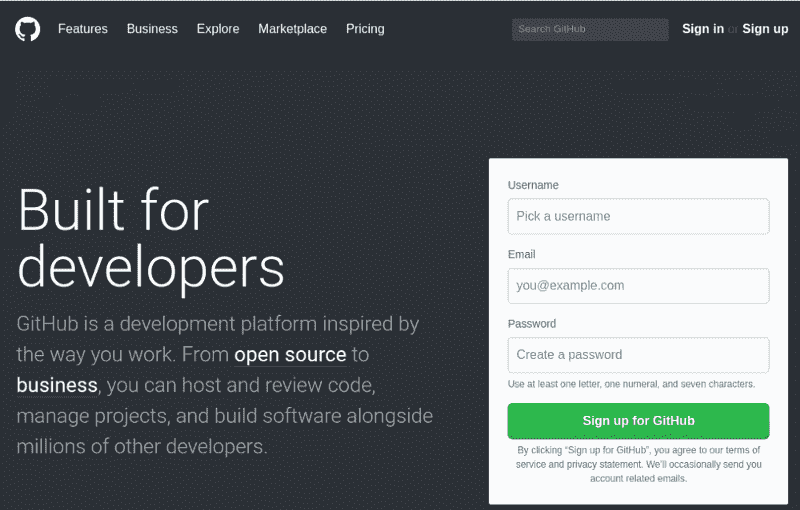 Features Business Explore Marketplace Pricing Search GitHub Sign in or Sign up
Built for
developers
GitHub is a development platform inspired by
the way you work. From open source to
business, you can host and review code,
manage projects, and build software alongside
millions of other developers.
Username
Pick a username
Email
you@example.com
Password
Create a password
Use at least one letter, one numeral, and seven characters.
Sign up for GitHub
By clicking “Sign up for GitHub”, you agree to our terms of
service and privacy statement. We’ll occasionally send you
account related emails.